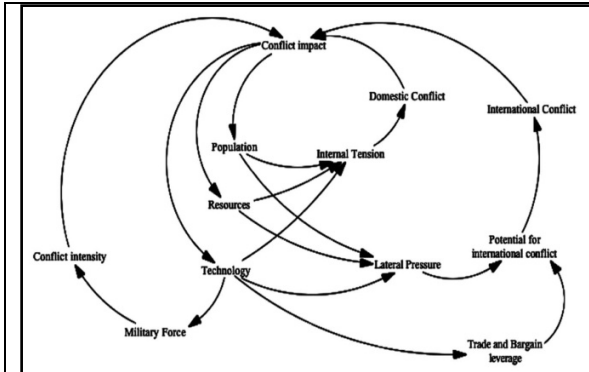 Conflict impact
Domestic Conflict
International Conflict
Population
Internal Tension
Resources
Potential for
international conflict
Conflict intensity
Technology
Lateral Pressure
Military Force
Trade and Bargain
leverage